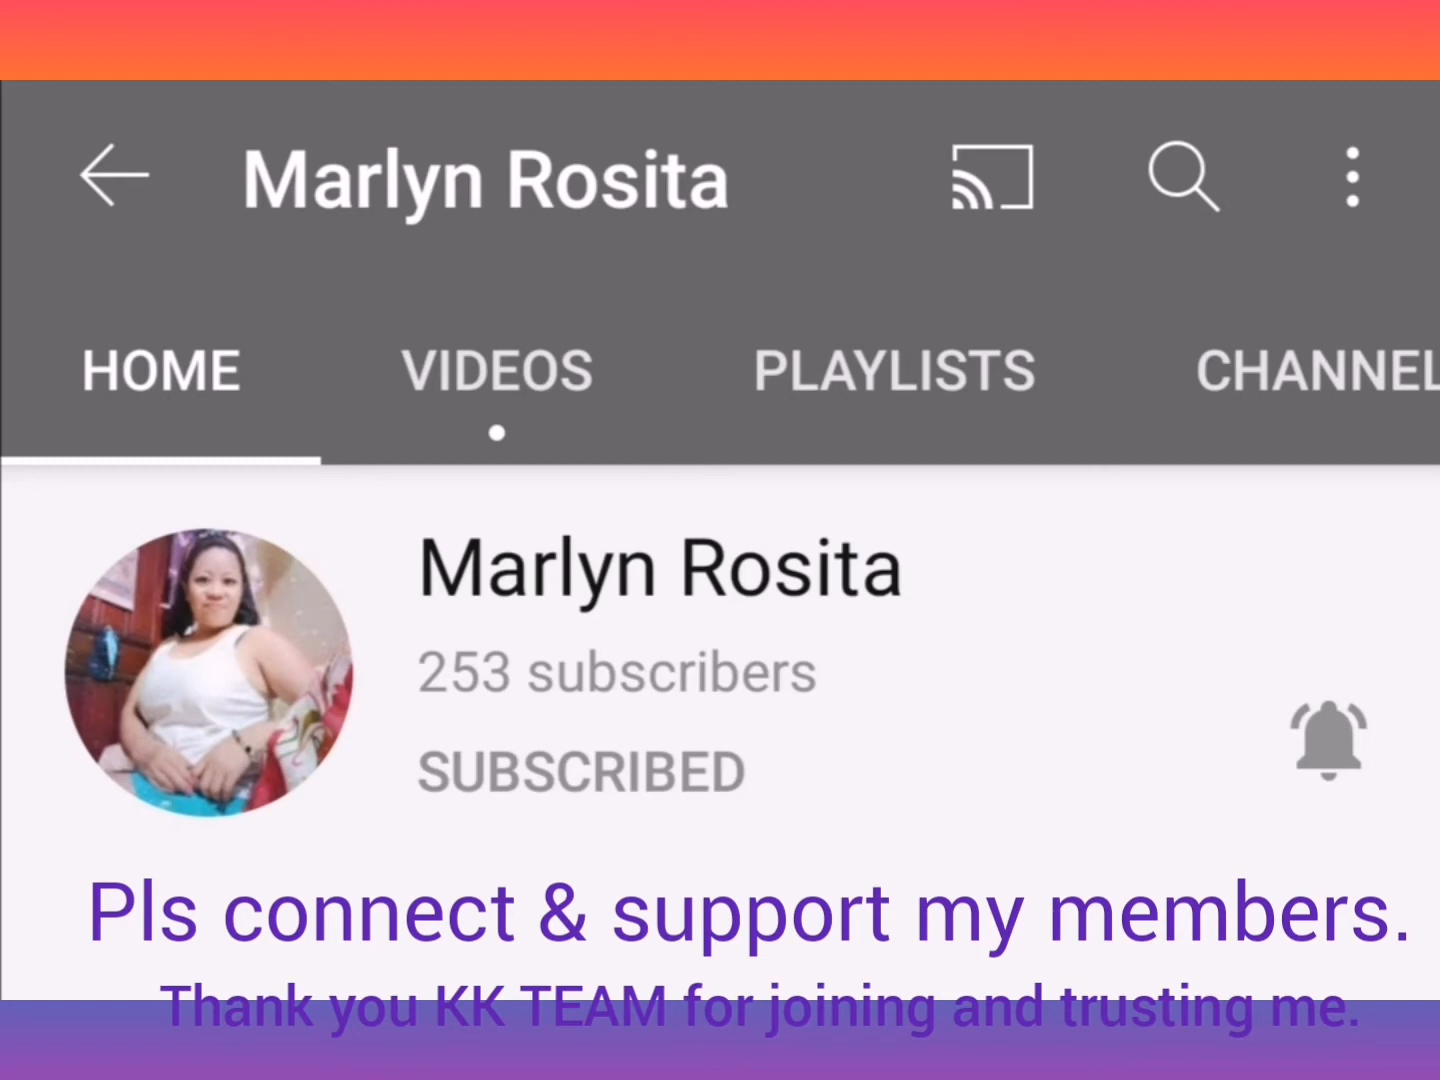 Marlyn Rosita
HOME VIDEOS PLAYLISTS CHANNEL
Marlyn Rosita
253 subscribers
SUBSCRIBED
Pls connect & support my members.
Thank you KK TEAM for joining and trusting me.